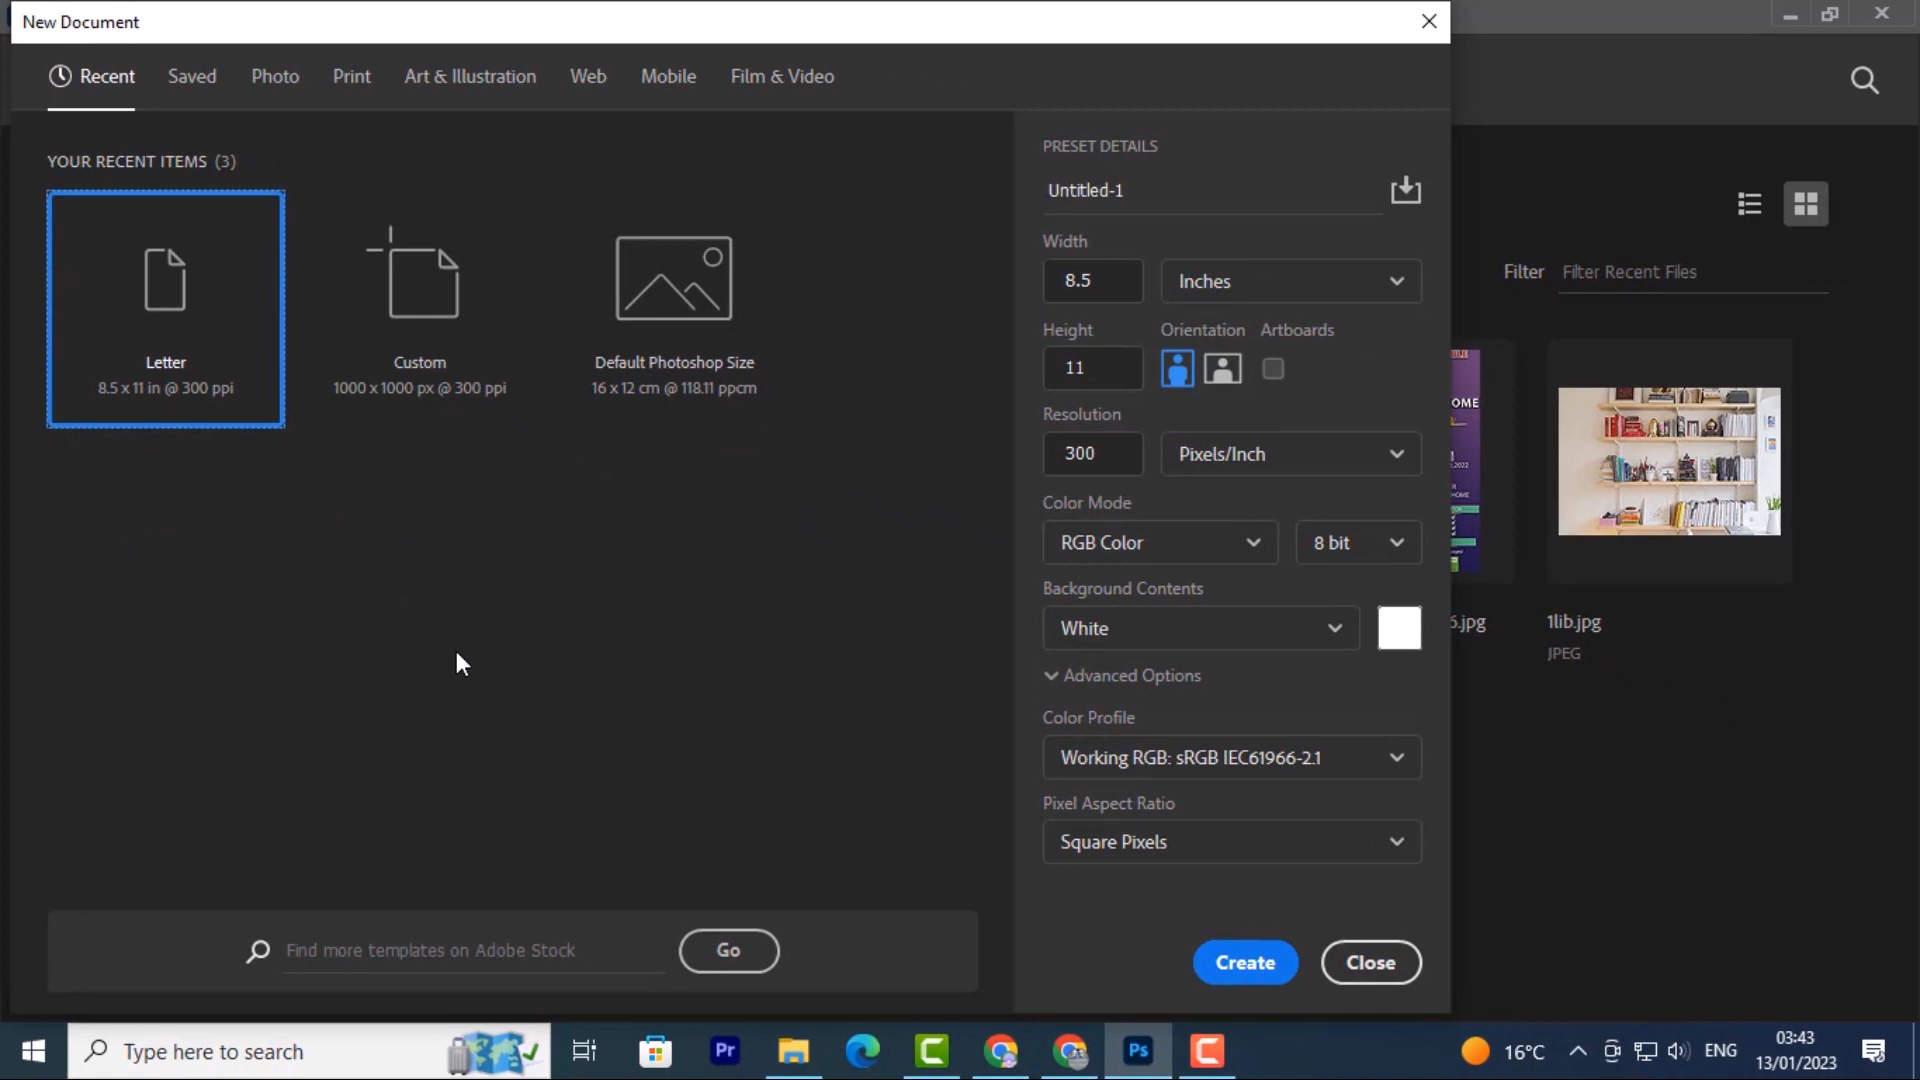 New Document
Recent Saved Photo Print Art & Illustration Web Mobile Film & Video
YOUR RECENT ITEMS (3)
Letter
8.5 x 11 in @ 300 ppi
Custom
1000 x 1000 px @ 300 ppi
Default Photoshop Size
16 x 12 cm @ 118.11 ppcm
Find more templates on Adobe Stock
Go
PRESET DETAILS
Untitled-1
Width
8.5 Inches
Height Orientation Artboards
11
Resolution
300 Pixels/Inch
Color Mode
RGB Color 8 bit
Background Contents
White
Advanced Options
Color Profile
Working RGB: sRGB IEC61966-2.1
Pixel Aspect Ratio
Square Pixels
Create Close
Filter Filter Recent Files
OME
2022
HOME
6.jpg
1lib.jpg
JPEG
Type here to search
Pr
Ps
16°C
ENG
03:43
13/01/2023